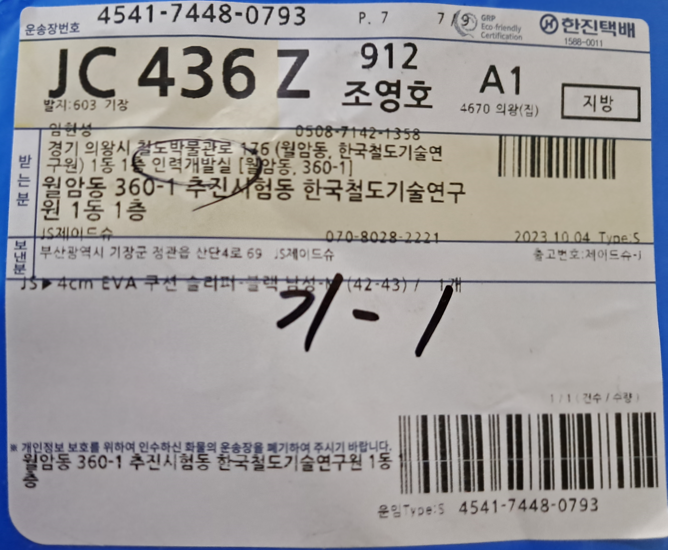 운송장번호 4541-7448-0793 P. 7 7/9 GRP Eco-friendly Certification 한진택배 1588-0011
JC 436 Z 912 조영호 A1 지방
발지:603 기장 4670 의왕(집)
임현성 0508-7142-1358
받는분 경기 의왕시 철도박물관로 176 (월암동, 한국철도기술연
구원) 1동 1층 인력개발실 [월암동, 360-1]
월암동 360-1 추진시험동 한국철도기술연구
원 1동 1층
보낸분 JS제이드슈 070-8028-2221 2023.10.04 Type:S
부산광역시 기장군 정관읍 산단4로 69 JS제이드슈 출고번호:제이드슈-J
JS▶4cm EVA 쿠션 슬리퍼-블랙 남성-M (42-43) / 1개
기-1
1/1 (건수/수량)
※ 개인정보 보호를 위하여 인수하신 화물의 운송장을 폐기하여 주시기 바랍니다.
월암동 360-1 추진시험동 한국철도기술연구원 1동 1
층
운임Type:S 4541-7448-0793